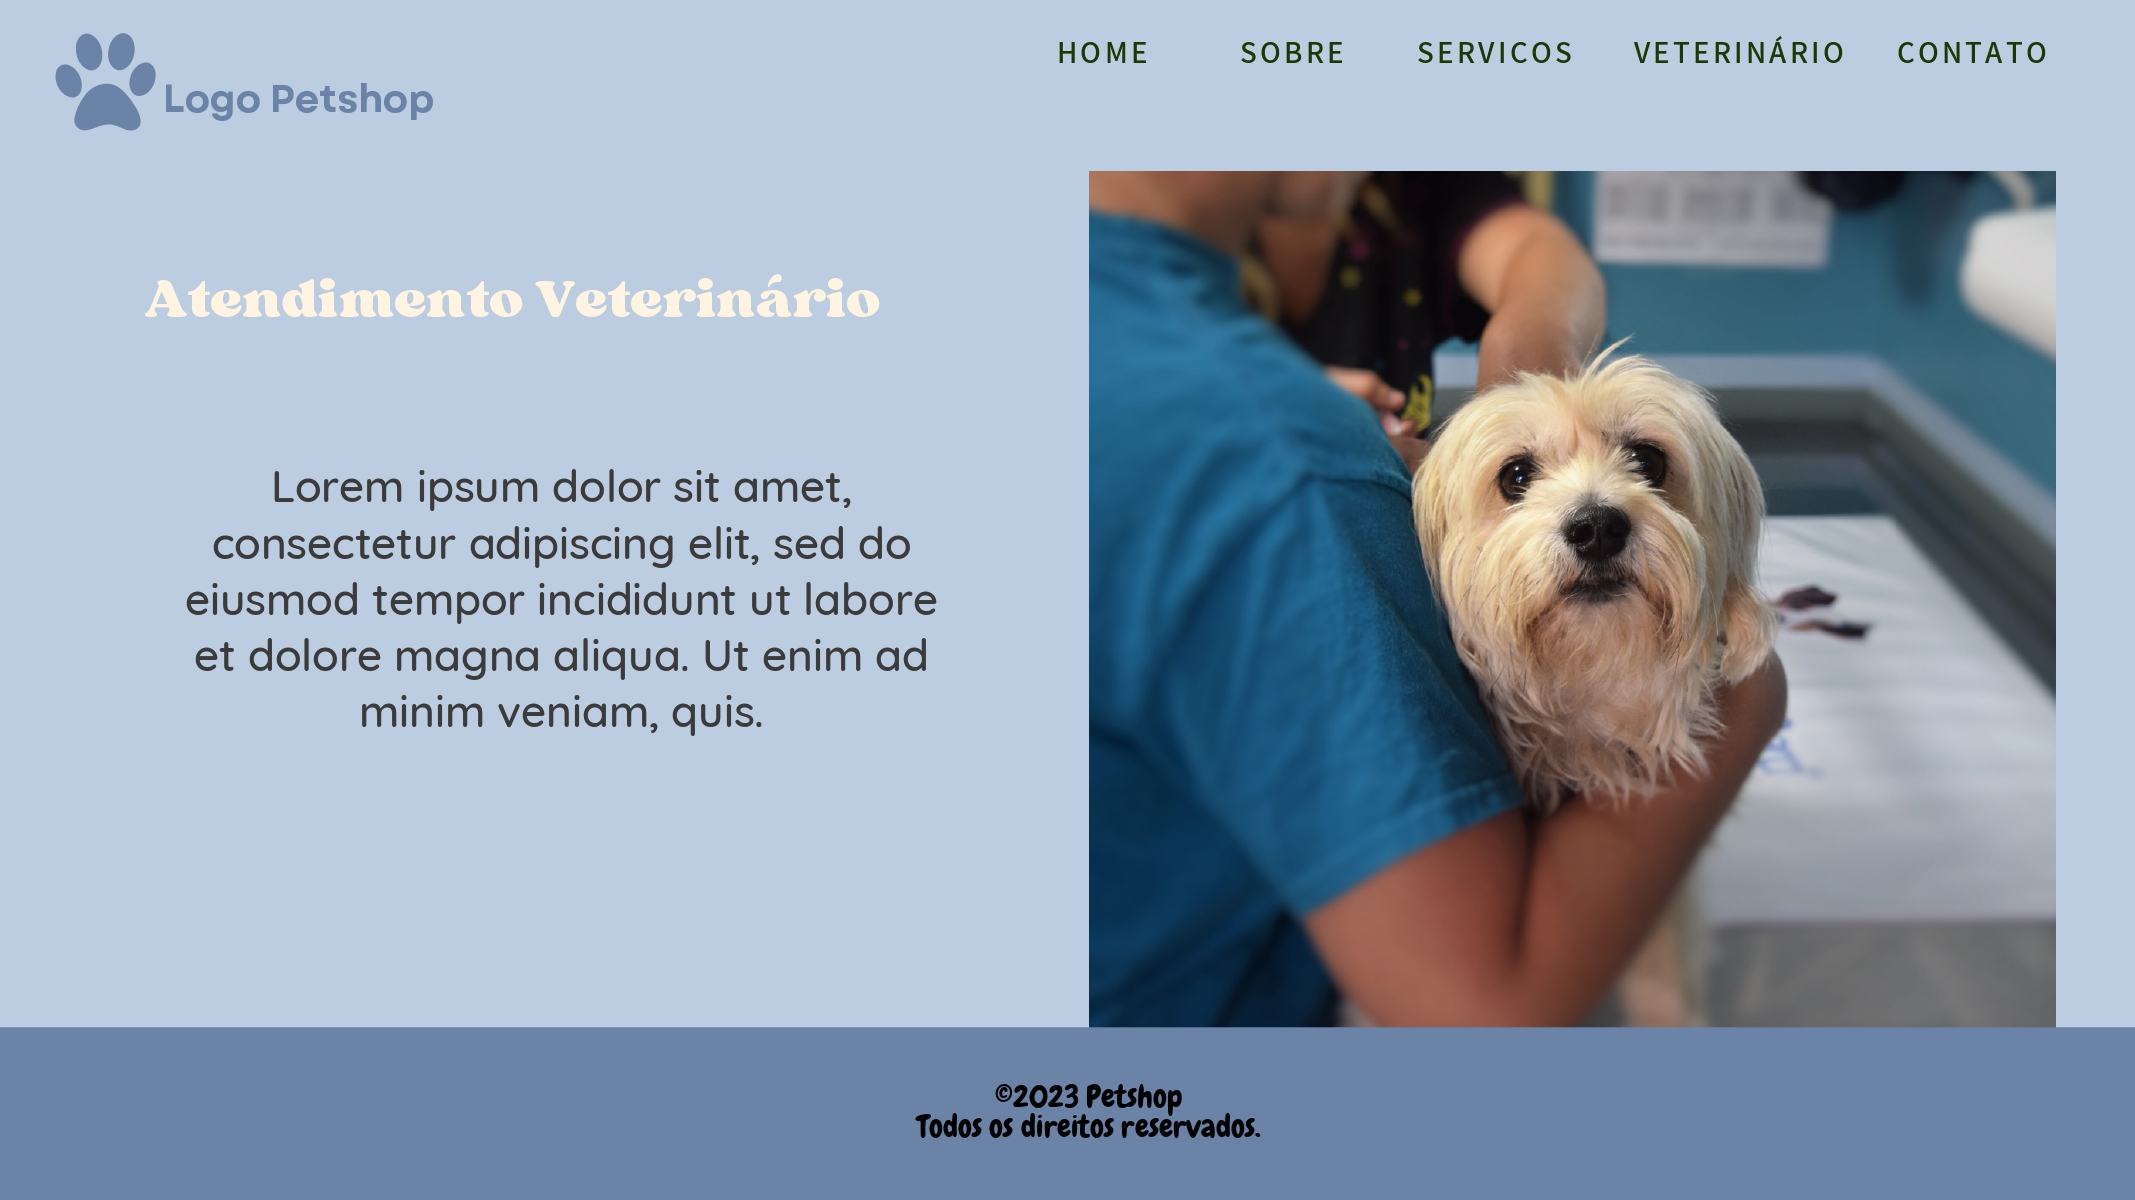 Logo Petshop
HOME SOBRE SERVICOS VETERINÁRIO CONTATO
Atendimento Veterinário
Lorem ipsum dolor sit amet,
consectetur adipiscing elit, sed do
eiusmod tempor incididunt ut labore
et dolore magna aliqua. Ut enim ad
minim veniam, quis.
©2023 Petshop
Todos os direitos reservados.